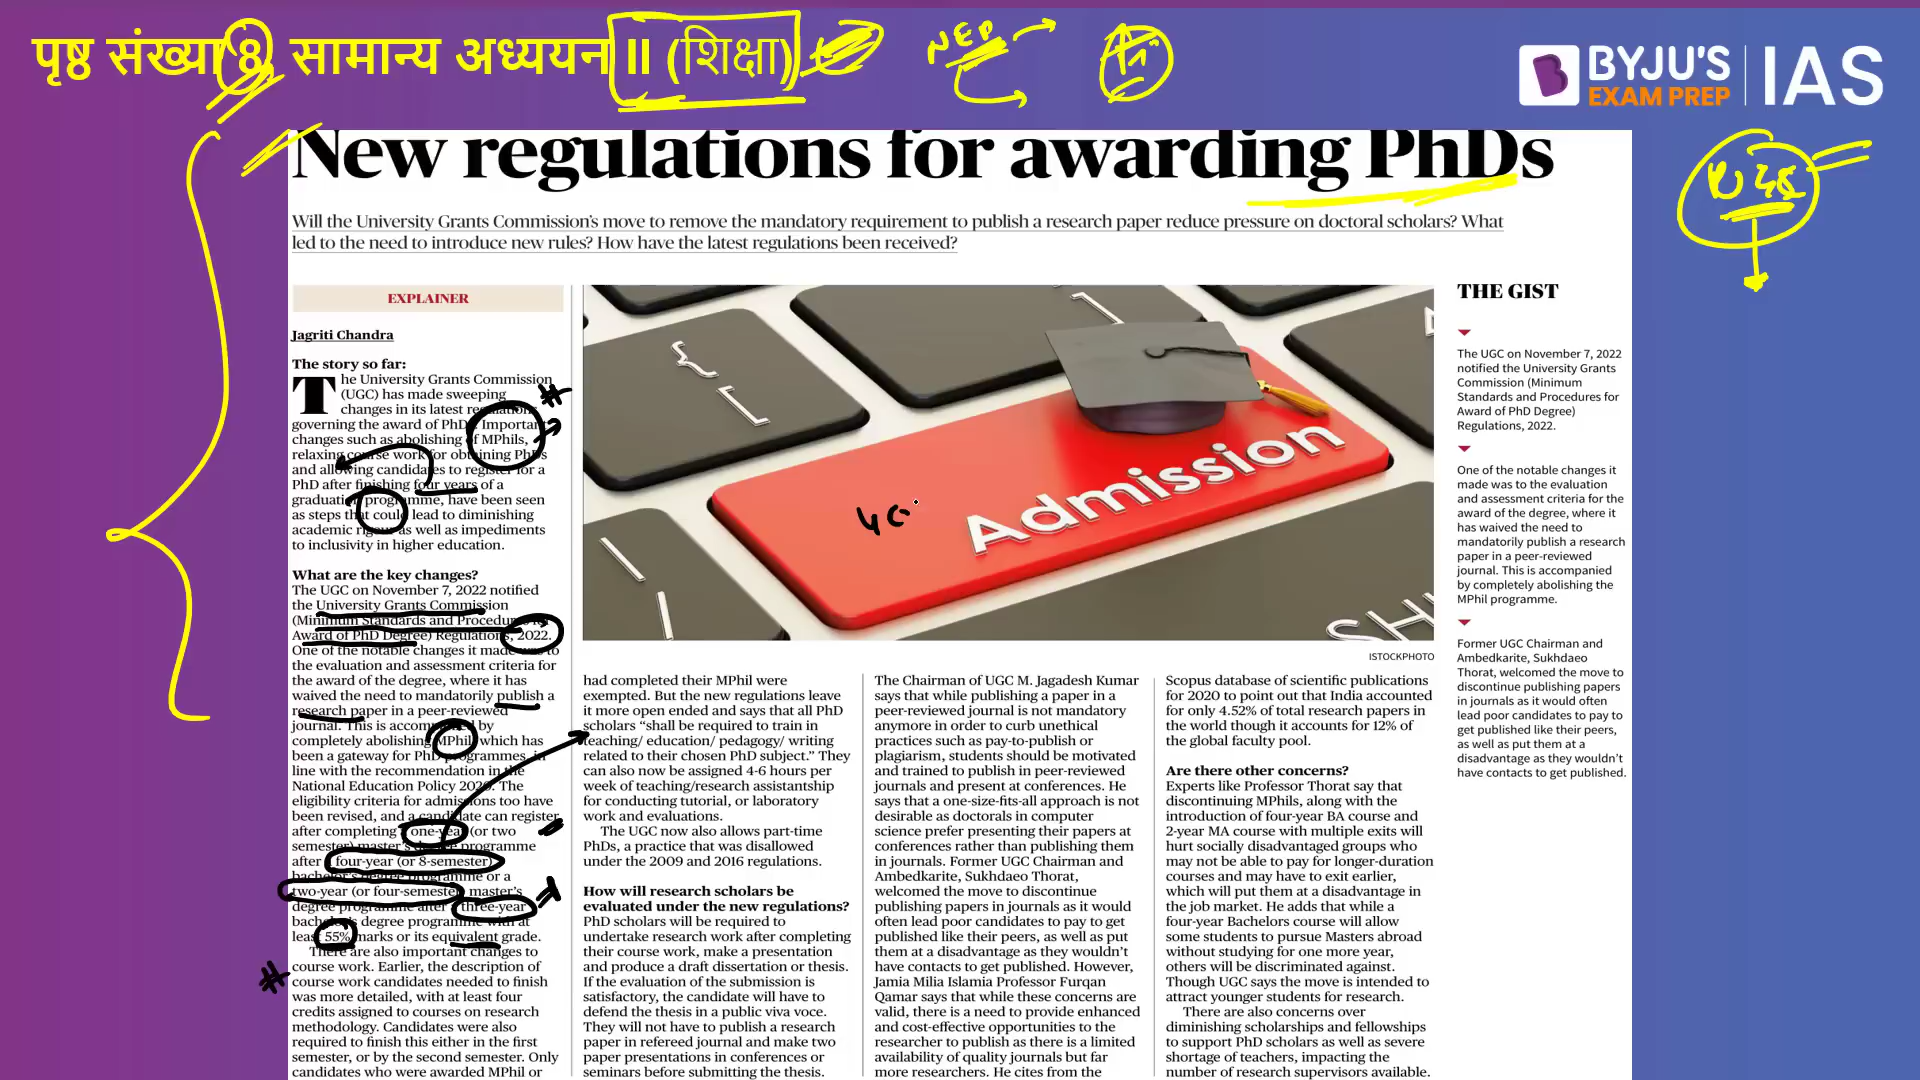 पृष्ठ संख्या 8, सामान्य अध्ययन II (शिक्षा)
NEP
BYJU'S
EXAM PREP
IAS
New regulations for awarding PhDs
Will the University Grants Commission's move to remove the mandatory requirement to publish a research paper reduce pressure on doctoral scholars? What
led to the need to introduce new rules? How have the latest regulations been received?
EXPLAINER
Jagriti Chandra
The story so far:
The University Grants Commission
(UGC) has made sweeping
changes in its latest regulations
governing the award of PhD. Important
changes such as abolishing of MPhils,
relaxing course work for obtaining PhDs
and allowing candidates to register for a
PhD after finishing four years of a
graduation programme, have been seen
as steps that could lead to diminishing
academic rigour as well as impediments
to inclusivity in higher education.
What are the key changes?
The UGC on November 7, 2022 notified
the University Grants Commission
(Minimum Standards and Procedures for
Award of PhD Degree) Regulations, 2022.
One of the notable changes it made was to
the evaluation and assessment criteria for
the award of the degree, where it has
waived the need to mandatorily publish a
research paper in a peer-reviewed
journal. This is accompanied by
completely abolishing MPhil, which has
been a gateway for PhD programmes, in
line with the recommendation in the
National Education Policy 2020. The
eligibility criteria for admissions too have
been revised, and a candidate can register
after completing a one-year (or two
semester) master's degree programme
after a four-year (or 8-semester)
bachelor's degree programme or a
two-year (or four-semester) master's
degree programme after a three-year
bachelor's degree programme with at
least 55% marks or its equivalent grade.
There are also important changes to
course work. Earlier, the description of
course work candidates needed to finish
was more detailed, with at least four
credits assigned to courses on research
methodology. Candidates were also
required to finish this either in the first
semester, or by the second semester. Only
candidates who were awarded MPhil or
Admission
SH
ISTOCKPHOTO
had completed their MPhil were
exempted. But the new regulations leave
it more open ended and says that all PhD
scholars “shall be required to train in
teaching/ education/ pedagogy/ writing
related to their chosen PhD subject.” They
can also now be assigned 4-6 hours per
week of teaching/research assistantship
for conducting tutorial, or laboratory
work and evaluations.
The UGC now also allows part-time
PhDs, a practice that was disallowed
under the 2009 and 2016 regulations.
How will research scholars be
evaluated under the new regulations?
PhD scholars will be required to
undertake research work after completing
their course work, make a presentation
and produce a draft dissertation or thesis.
If the evaluation of the submission is
satisfactory, the candidate will have to
defend the thesis in a public viva voce.
They will not have to publish a research
paper in refereed journal and make two
paper presentations in conferences or
seminars before submitting the thesis.
The Chairman of UGC M. Jagadesh Kumar
says that while publishing a paper in a
peer-reviewed journal is not mandatory
anymore in order to curb unethical
practices such as pay-to-publish or
plagiarism, students should be motivated
and trained to publish in peer-reviewed
journals and present at conferences. He
says that a one-size-fits-all approach is not
desirable as doctorals in computer
science prefer presenting their papers at
conferences rather than publishing them
in journals. Former UGC Chairman and
Ambedkarite, Sukhdaeo Thorat,
welcomed the move to discontinue
publishing papers in journals as it would
often lead poor candidates to pay to get
published like their peers, as well as put
them at a disadvantage as they wouldn't
have contacts to get published. However,
Jamia Milia Islamia Professor Furqan
Qamar says that while these concerns are
valid, there is a need to provide enhanced
and cost-effective opportunities to the
researcher to publish as there is a limited
availability of quality journals but far
more researchers. He cites from the
Scopus database of scientific publications
for 2020 to point out that India accounted
for only 4.52% of total research papers in
the world though it accounts for 12% of
the global faculty pool.
Are there other concerns?
Experts like Professor Thorat say that
discontinuing MPhils, along with the
introduction of four-year BA course and
2-year MA course with multiple exits will
hurt socially disadvantaged groups who
may not be able to pay for longer-duration
courses and may have to exit earlier,
which will put them at a disadvantage in
the job market. He adds that while a
four-year Bachelors course will allow
some students to pursue Masters abroad
without studying for one more year,
others will be discriminated against.
Though UGC says the move is intended to
attract younger students for research.
There are also concerns over
diminishing scholarships and fellowships
to support PhD scholars as well as severe
shortage of teachers, impacting the
number of research supervisors available.
THE GIST
The UGC on November 7, 2022
notified the University Grants
Commission (Minimum
Standards and Procedures for
Award of PhD Degree)
Regulations, 2022.
One of the notable changes it
made was to the evaluation
and assessment criteria for the
award of the degree, where it
has waived the need to
mandatorily publish a research
paper in a peer-reviewed
journal. This is accompanied
by completely abolishing the
MPhil programme.
Former UGC Chairman and
Ambedkarite, Sukhdaeo
Thorat, welcomed the move to
discontinue publishing papers
in journals as it would often
lead poor candidates to pay to
get published like their peers,
as well as put them at a
disadvantage as they wouldn't
have contacts to get published.